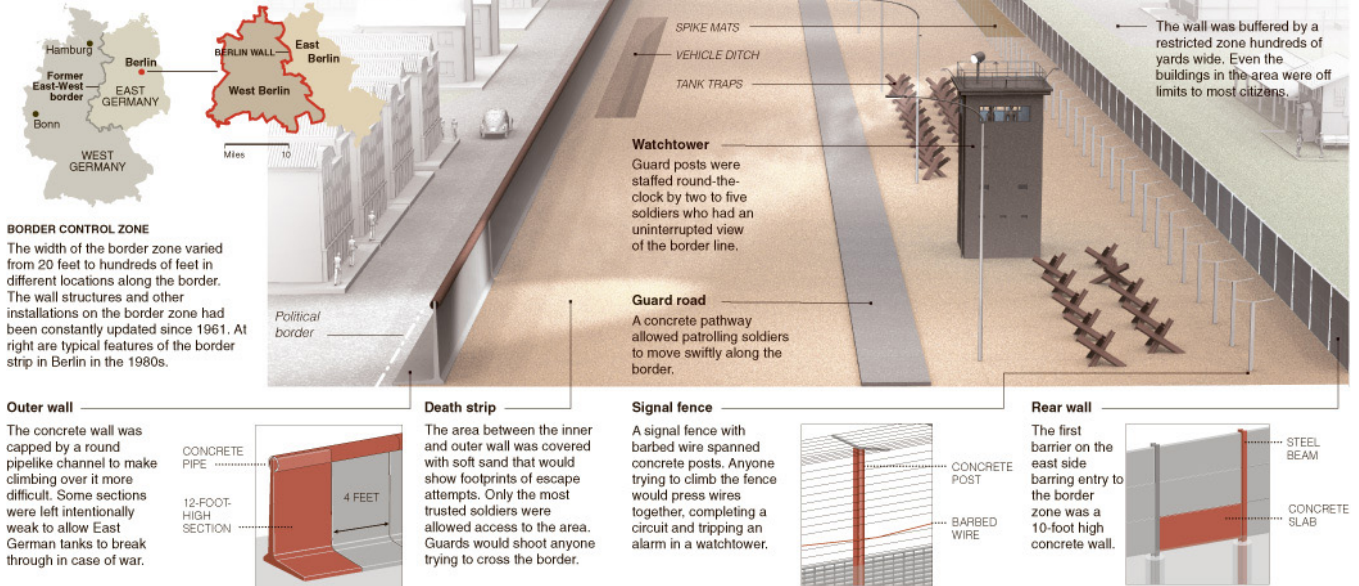 Hamburg
Berlin
Former
East-West
border
EAST
GERMANY
Bonn
WEST
GERMANY
BERLIN WALL
East
Berlin
West Berlin
Miles
10
SPIKE MATS
VEHICLE DITCH
TANK TRAPS
The wall was buffered by a
restricted zone hundreds of
yards wide. Even the
buildings in the area were off
limits to most citizens.
Watchtower
Guard posts were
staffed round-the-
clock by two to five
soldiers who had an
uninterrupted view
of the border line.
BORDER CONTROL ZONE
The width of the border zone varied
from 20 feet to hundreds of feet in
different locations along the border.
The wall structures and other
installations on the border zone had
been constantly updated since 1961. At
right are typical features of the border
strip in Berlin in the 1980s.
Political
border
Guard road
A concrete pathway
allowed patrolling soldiers
to move swiftly along the
border.
Outer wall
The concrete wall was
capped by a round
pipelike channel to make
climbing over it more
difficult. Some sections
were left intentionally
weak to allow East
German tanks to break
through in case of war.
CONCRETE
PIPE
12-FOOT-
HIGH
SECTION
4 FEET
Death strip
The area between the inner
and outer wall was covered
with soft sand that would
show footprints of escape
attempts. Only the most
trusted soldiers were
allowed access to the area.
Guards would shoot anyone
trying to cross the border.
Signal fence
A signal fence with
barbed wire spanned
concrete posts. Anyone
trying to climb the fence
would press wires
together, completing a
circuit and tripping an
alarm in a watchtower.
CONCRETE
POST
BARBED
WIRE
Rear wall
The first
barrier on the
east side
barring entry to
the border
zone was a
10-foot high
concrete wall.
STEEL
BEAM
CONCRETE
SLAB